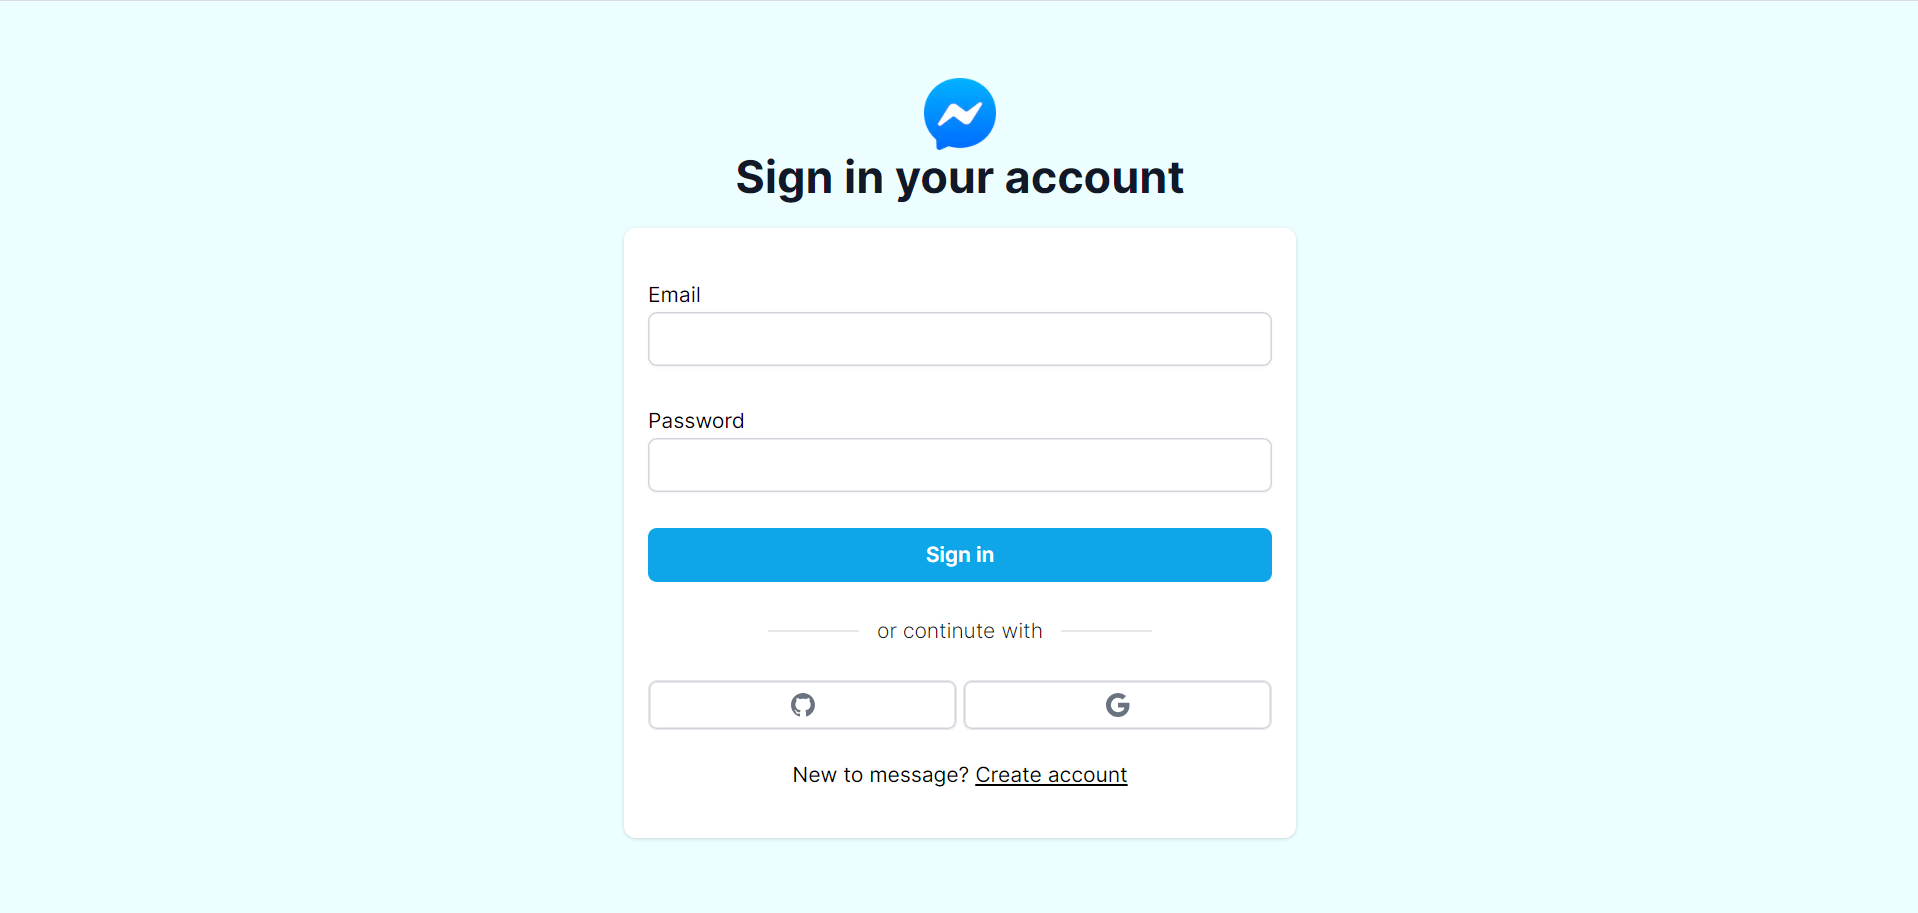 Sign in your account
Email
Password
Sign in
or continute with
New to message? Create account